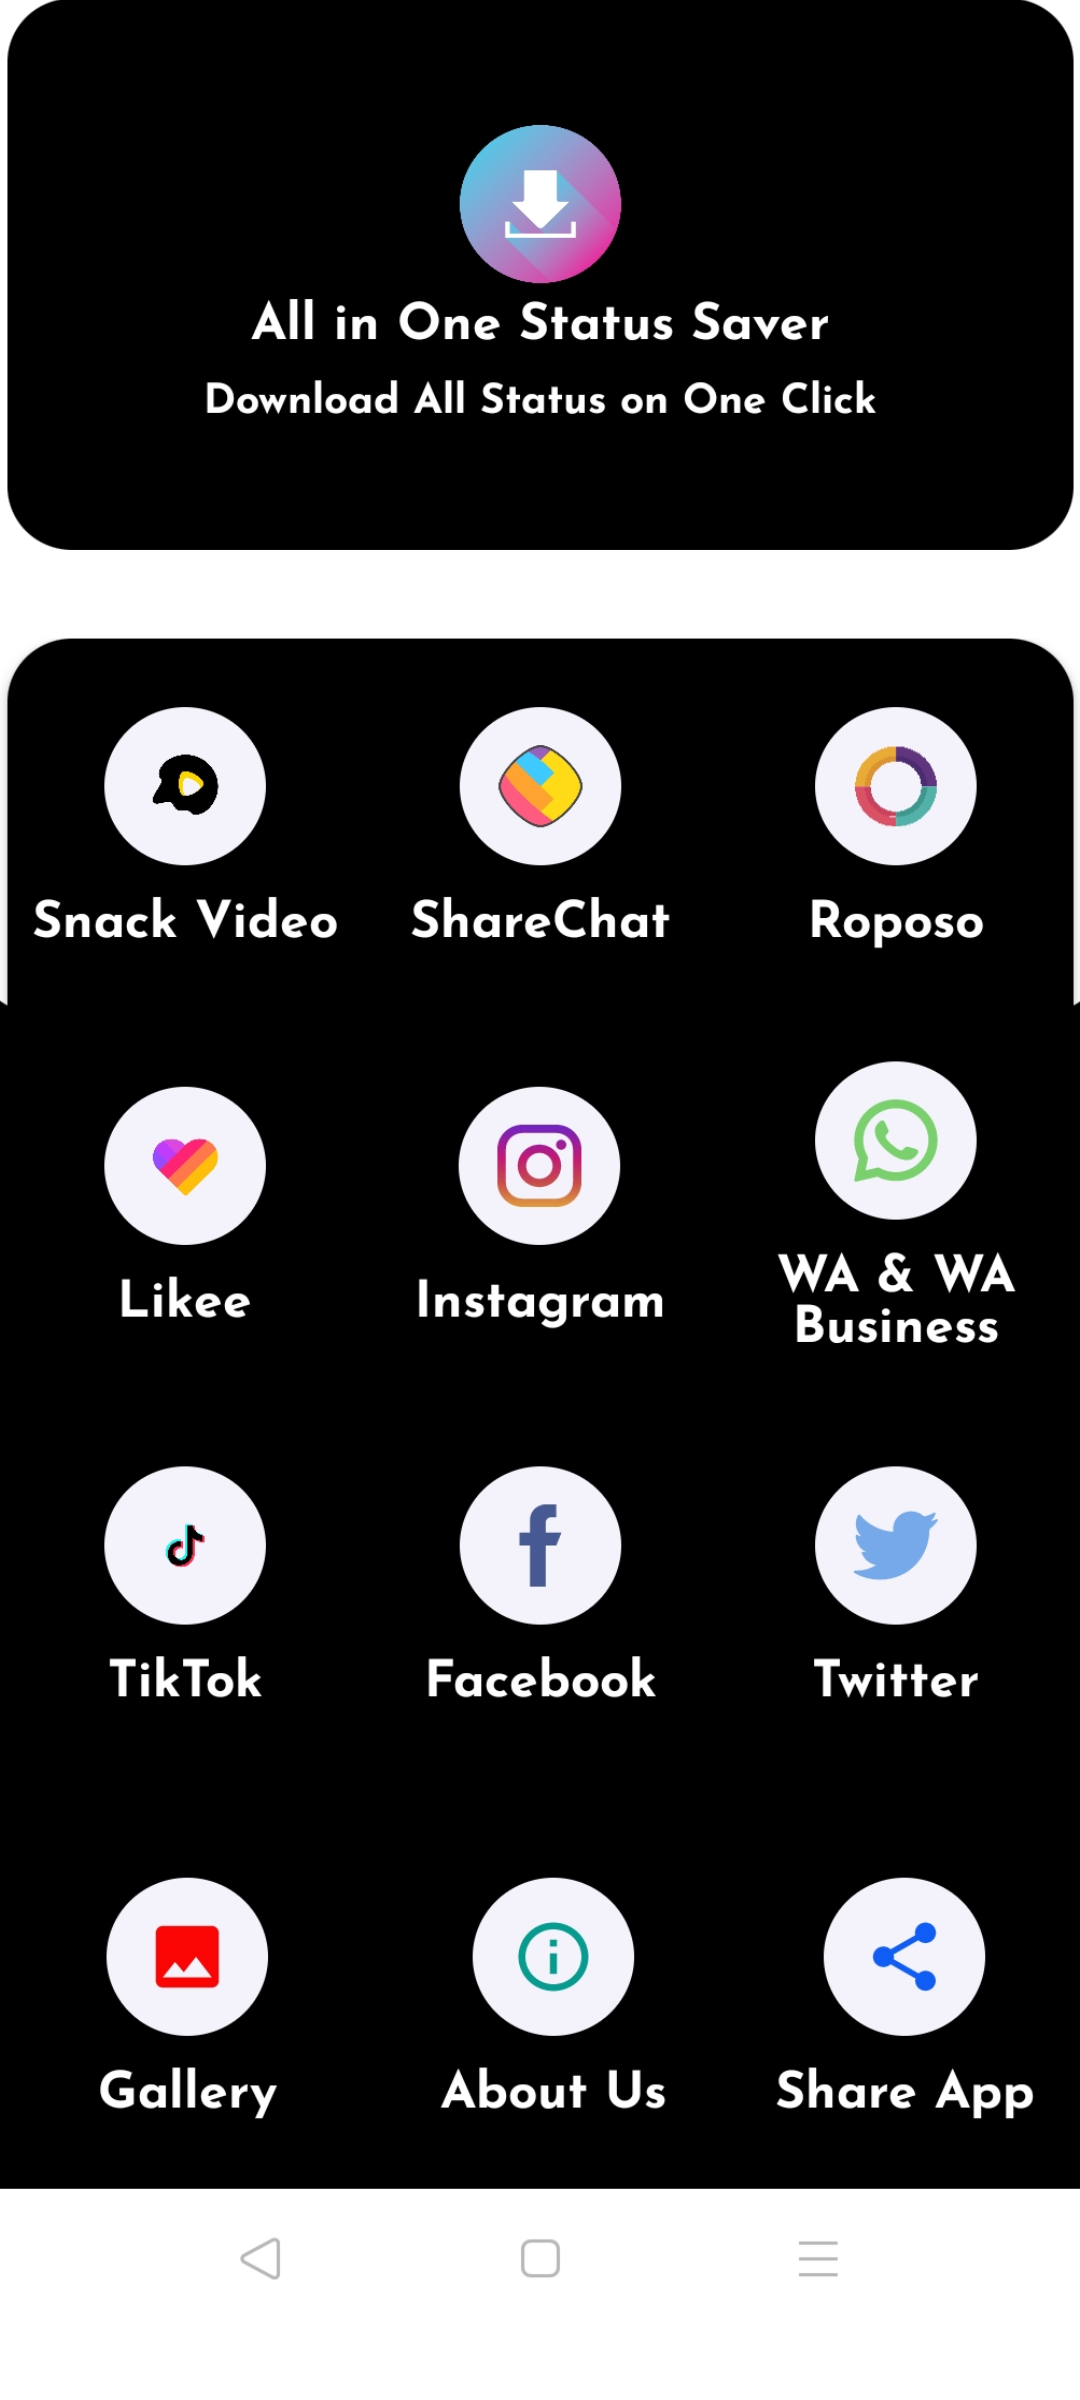 All in One Status Saver
Download All Status on One Click
Snack Video
ShareChat
Roposo
Likee
Instagram
WA & WA
Business
TikTok
Facebook
Twitter
Gallery
About Us
Share App